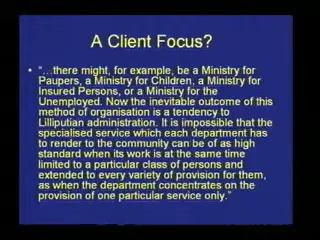 A Client Focus?
• “…there might, for example, be a Ministry for
Paupers, a Ministry for Children, a Ministry for
Insured Persons, or a Ministry for the
Unemployed. Now the inevitable outcome of this
method of organisation is a tendency to
Lilliputian administration. It is impossible that the
specialised service which each department has
to render to the community can be of as high
standard when its work is at the same time
limited to a particular class of persons and
extended to every variety of provision for them,
as when the department concentrates on the
provision of one particular service only.”